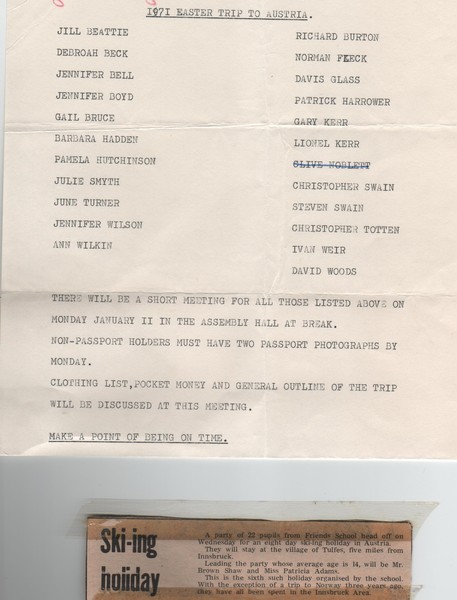 1971 EASTER TRIP TO AUSTRIA.
JILL BEATTIE
DEBROAH BECK
JENNIFER BELL
JENNIFER BOYD
GAIL BRUCE
BARBARA HADDEN
PAMELA HUTCHINSON
JULIE SMYTH
JUNE TURNER
JENNIFER WILSON
ANN WILKIN
RICHARD BURTON
NORMAN FLECK
DAVIS GLASS
PATRICK HARROWER
GARY KERR
LIONEL KERR
CLIVE NOBLETT
CHRISTOPHER SWAIN
STEVEN SWAIN
CHRISTOPHER TOTTEN
IVAN WEIR
DAVID WOODS
THERE WILL BE A SHORT MEETING FOR ALL THOSE LISTED ABOVE ON
MONDAY JANUARY II IN THE ASSEMBLY HALL AT BREAK.
NON-PASSPORT HOLDERS MUST HAVE TWO PASSPORT PHOTOGRAPHS BY
MONDAY.
CLOTHING LIST,POCKET MONEY AND GENERAL OUTLINE OF THE TRIP
WILL BE DISCUSSED AT THIS MEETING.
MAKE A POINT OF BEING ON TIME.
Ski-ing
holiday
A party of 22 pupils from Friends School head off on
Wednesday for an eight day ski-ing holiday in Austria.
They will stay at the village of Tulfes, five miles from
Innsbruck.
Leading the party whose average age is 14, will be Mr.
Brown Shaw and Miss Patricia Adams.
This is the sixth such holiday organised by the school.
With the exception of a trip to Norway three years ago,
they have all been spent in the Innsbruck Area.